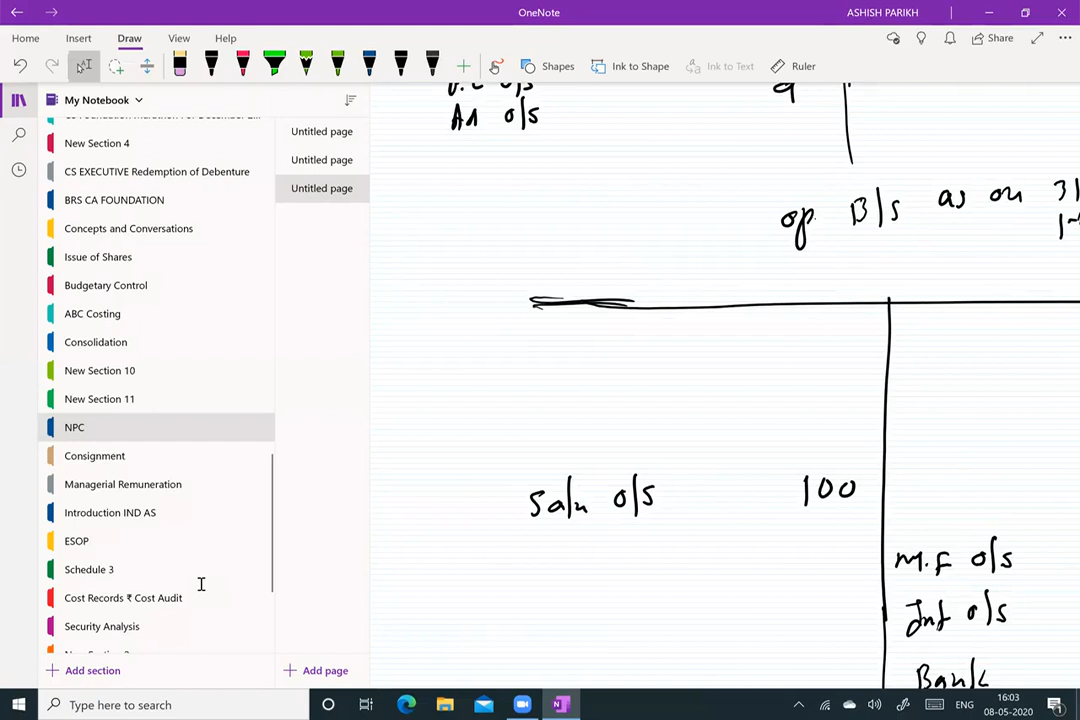 OneNote
ASHISH PARIKH
Home
Insert
Draw
View
Help
Share
Shapes
Ink to Shape
Ink to Text
Ruler
My Notebook
New Section 4
CS EXECUTIVE Redemption of Debenture
BRS CA FOUNDATION
Concepts and Conversations
Issue of Shares
Budgetary Control
ABC Costing
Consolidation
New Section 10
New Section 11
NPC
Consignment
Managerial Remuneration
Introduction IND AS
ESOP
Schedule 3
Cost Records ₹ Cost Audit
Security Analysis
Add section
Untitled page
Untitled page
Untitled page
Add page
o/s
op. B/s as on
100
M.F o/s
Int o/s
Bank
Type here to search
ENG
16:03
08-05-2020